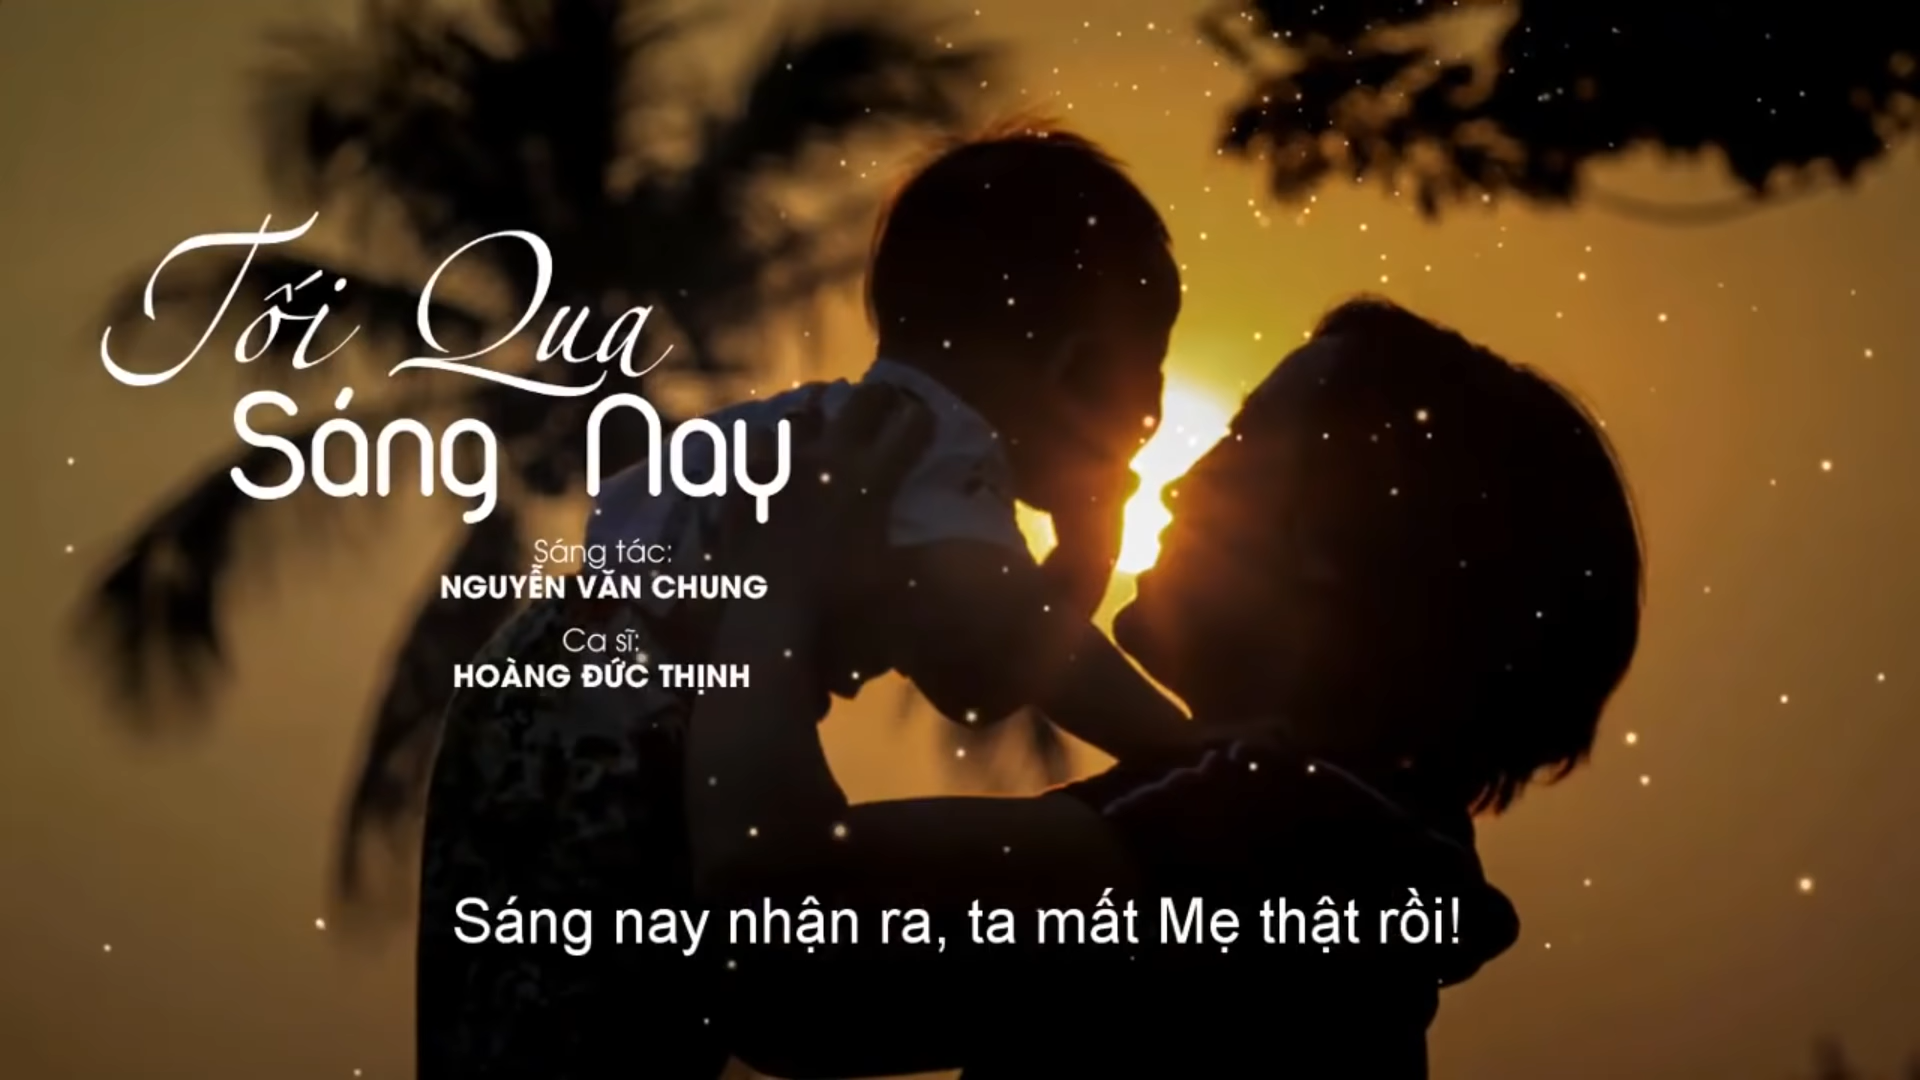 Tối Qua
Sáng Nay
Sáng tác:
NGUYỄN VĂN CHUNG
Ca sĩ:
HOÀNG ĐỨC THỊNH
Sáng nay nhận ra, ta mất Mẹ thật rồi!